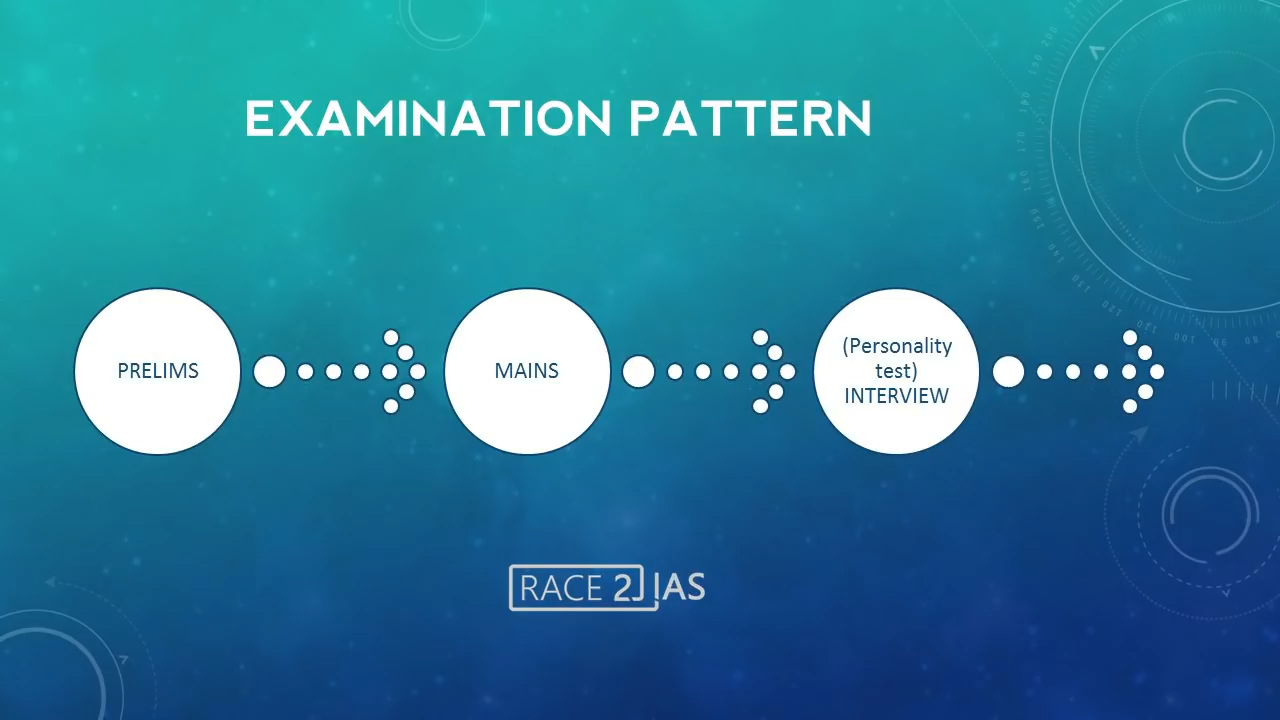 EXAMINATION PATTERN
PRELIMS
MAINS
(Personality
test)
INTERVIEW
RACE 2 IAS